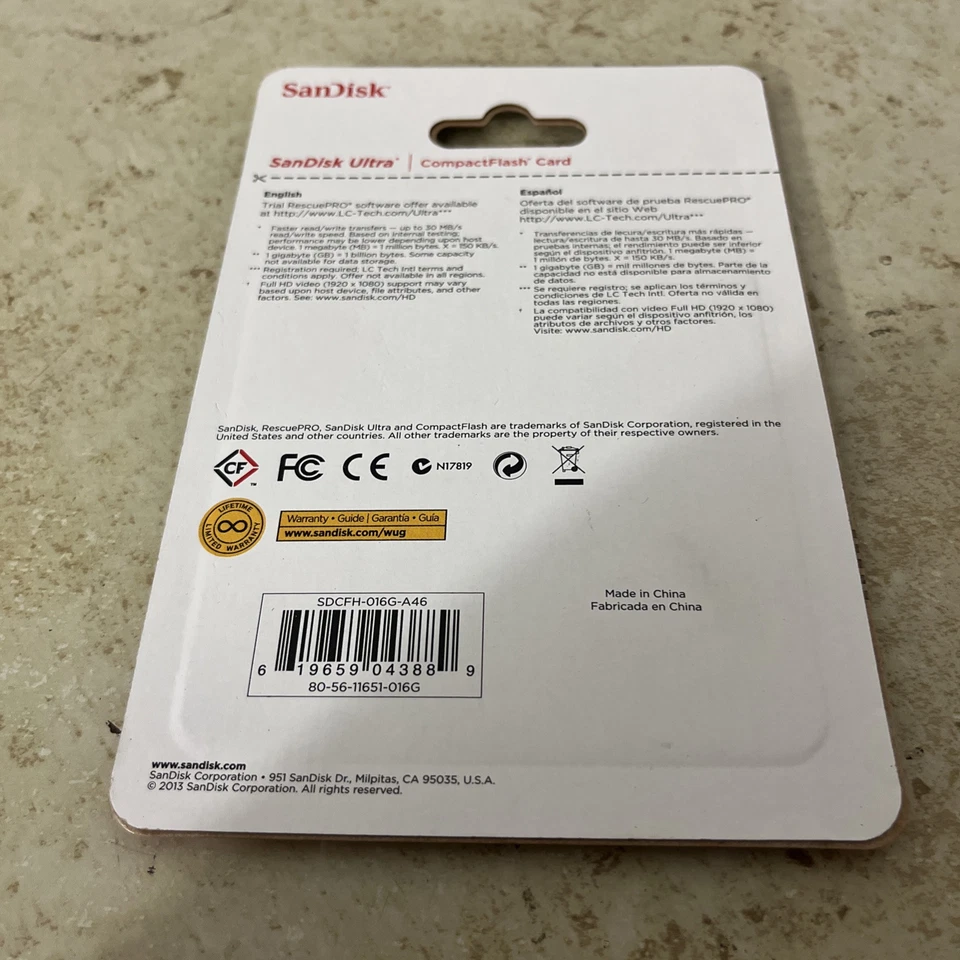 SanDisk
SanDisk Ultra® | CompactFlash® Card
English
Trial RescuePRO® software offer available
at http://www.LC-Tech.com/Ultra***
* Faster read/write transfers — up to 30 MB/s
read/write speed. Based on internal testing;
performance may be lower depending upon host
device. 1 megabyte (MB) = 1 million bytes. X = 150 KB/s.
** 1 gigabyte (GB) = 1 billion bytes. Some capacity
not available for data storage.
*** Registration required; LC Tech Intl terms and
conditions apply. Offer not available in all regions.
† Full HD video (1920 x 1080) support may vary
based upon host device, file attributes, and other
factors. See: www.sandisk.com/HD
Español
Oferta del software de prueba RescuePRO®
disponible en el sitio Web
http://www.LC-Tech.com/Ultra***
* Transferencias de lectura/escritura más rápidas —
lectura/escritura de hasta 30 MB/s. Basado en
pruebas internas; el rendimiento puede ser inferior
según el dispositivo anfitrión. 1 megabyte (MB) =
1 millón de bytes. X = 150 KB/s.
** 1 gigabyte (GB) = mil millones de bytes. Parte de la
capacidad no está disponible para almacenamiento
de datos.
*** Se requiere registro; se aplican los términos y
condiciones de LC Tech Intl. Oferta no válida en
todas las regiones.
† La compatibilidad con video Full HD (1920 x 1080)
puede variar según el dispositivo anfitrión, los
atributos de archivos y otros factores.
Visite: www.sandisk.com/HD
SanDisk, RescuePRO, SanDisk Ultra and CompactFlash are trademarks of SanDisk Corporation, registered in the
United States and other countries. All other trademarks are the property of their respective owners.
CF™ FC CE N17819
LIFETIME
LIMITED WARRANTY
Warranty • Guide | Garantía • Guía
www.sandisk.com/wug
SDCFH-016G-A46
6 19659 04388 9
80-56-11651-016G
Made in China
Fabricada en China
www.sandisk.com
SanDisk Corporation • 951 SanDisk Dr., Milpitas, CA 95035, U.S.A.
© 2013 SanDisk Corporation. All rights reserved.